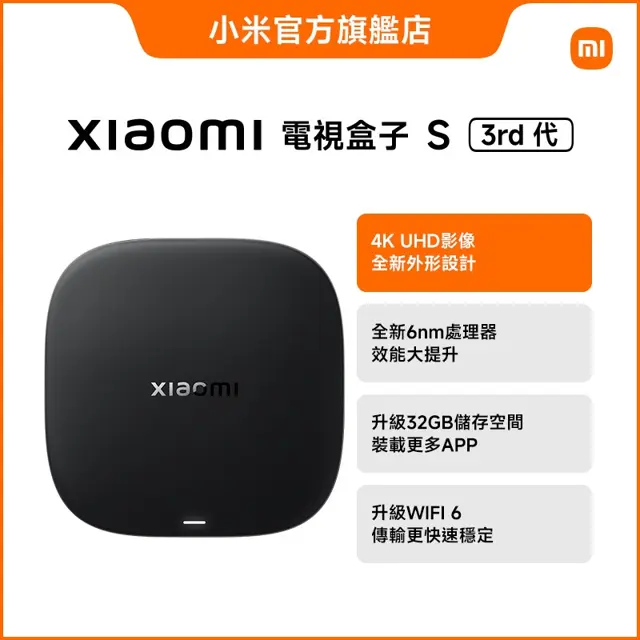 小米官方旗艦店
mi
xiaomi 電視盒子 S 3rd 代
4K UHD影像
全新外形設計
全新6nm處理器
效能大提升
xiaomi
升級32GB儲存空間
裝載更多APP
升級WIFI 6
傳輸更快速穩定